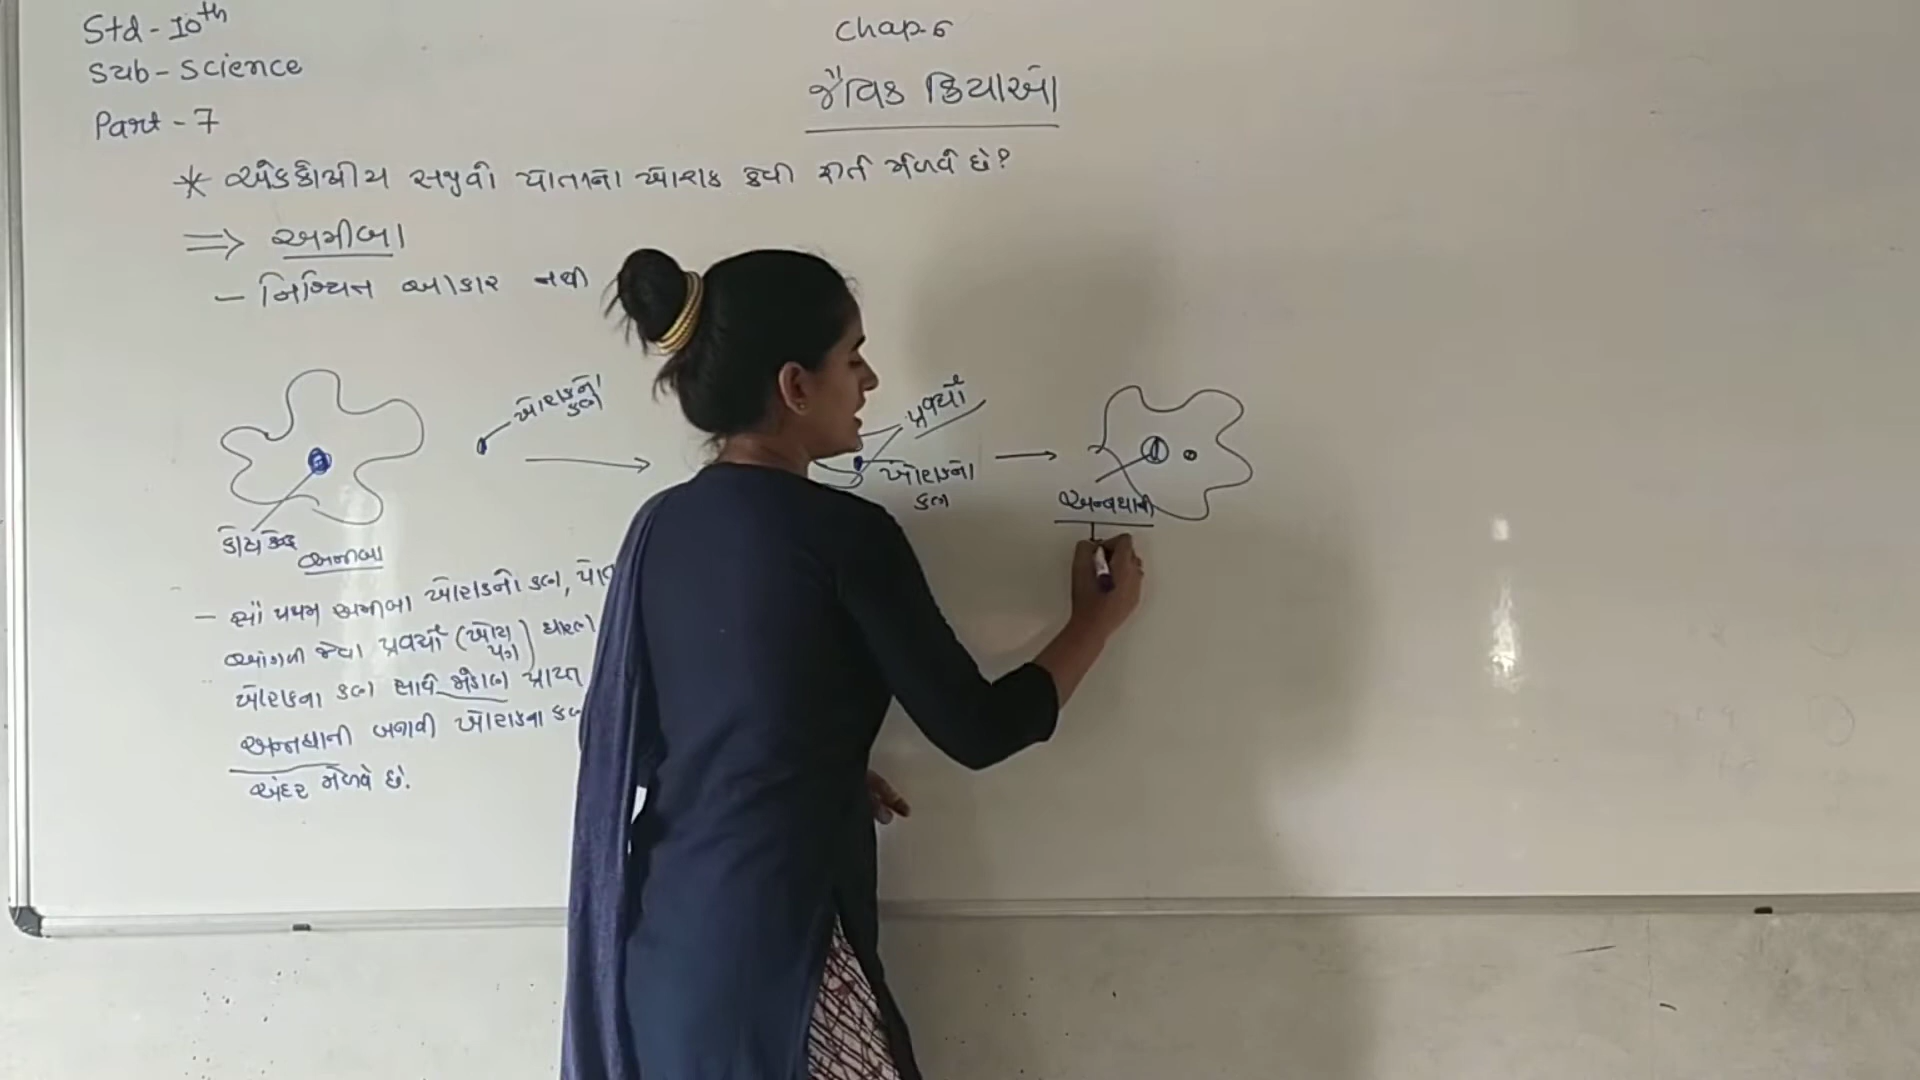 Std - 10th
Sub - Science
Part - 7
Chap-6
જૈવિક ક્રિયાઓ
* એકકોષીય સજીવો પોતાનો ખોરાક કેવી રીતે મેળવે છે?
⇒ અમીબા
- નિશ્ચિત આકાર નથી
ખોરાકનો
કણ
પ્રવર્ધો
ખોરાકનો
કણ
અન્નધાની
કોષકેન્દ્ર
અમીબા
- સૌ પ્રથમ અમીબા ખોરાકનો કણ,
આંગળી જેવા પ્રવર્ધો (ખોટા પગ) ધારણ
ખોરાકના કણ સાથે જોડાણ પ્રાપ્ત
અન્નધાની બનાવી ખોરાકના કણ
અંદર મેળવે છે.